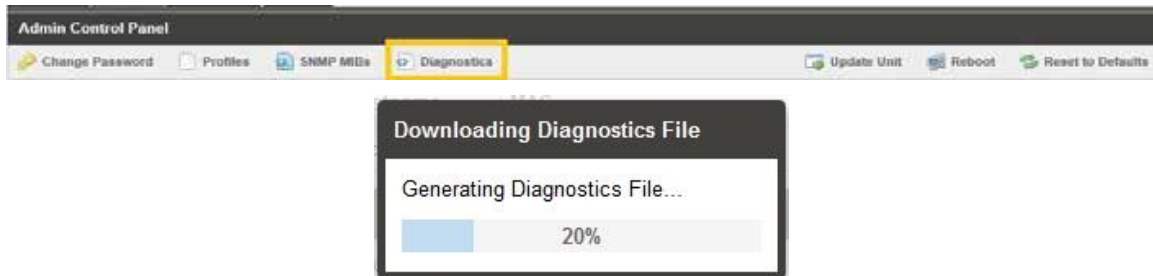 Admin Control Panel
Change Password Profiles SNMP MIBs Diagnostics Update Unit Reboot Reset to Defaults
Downloading Diagnostics File
Generating Diagnostics File...
20%